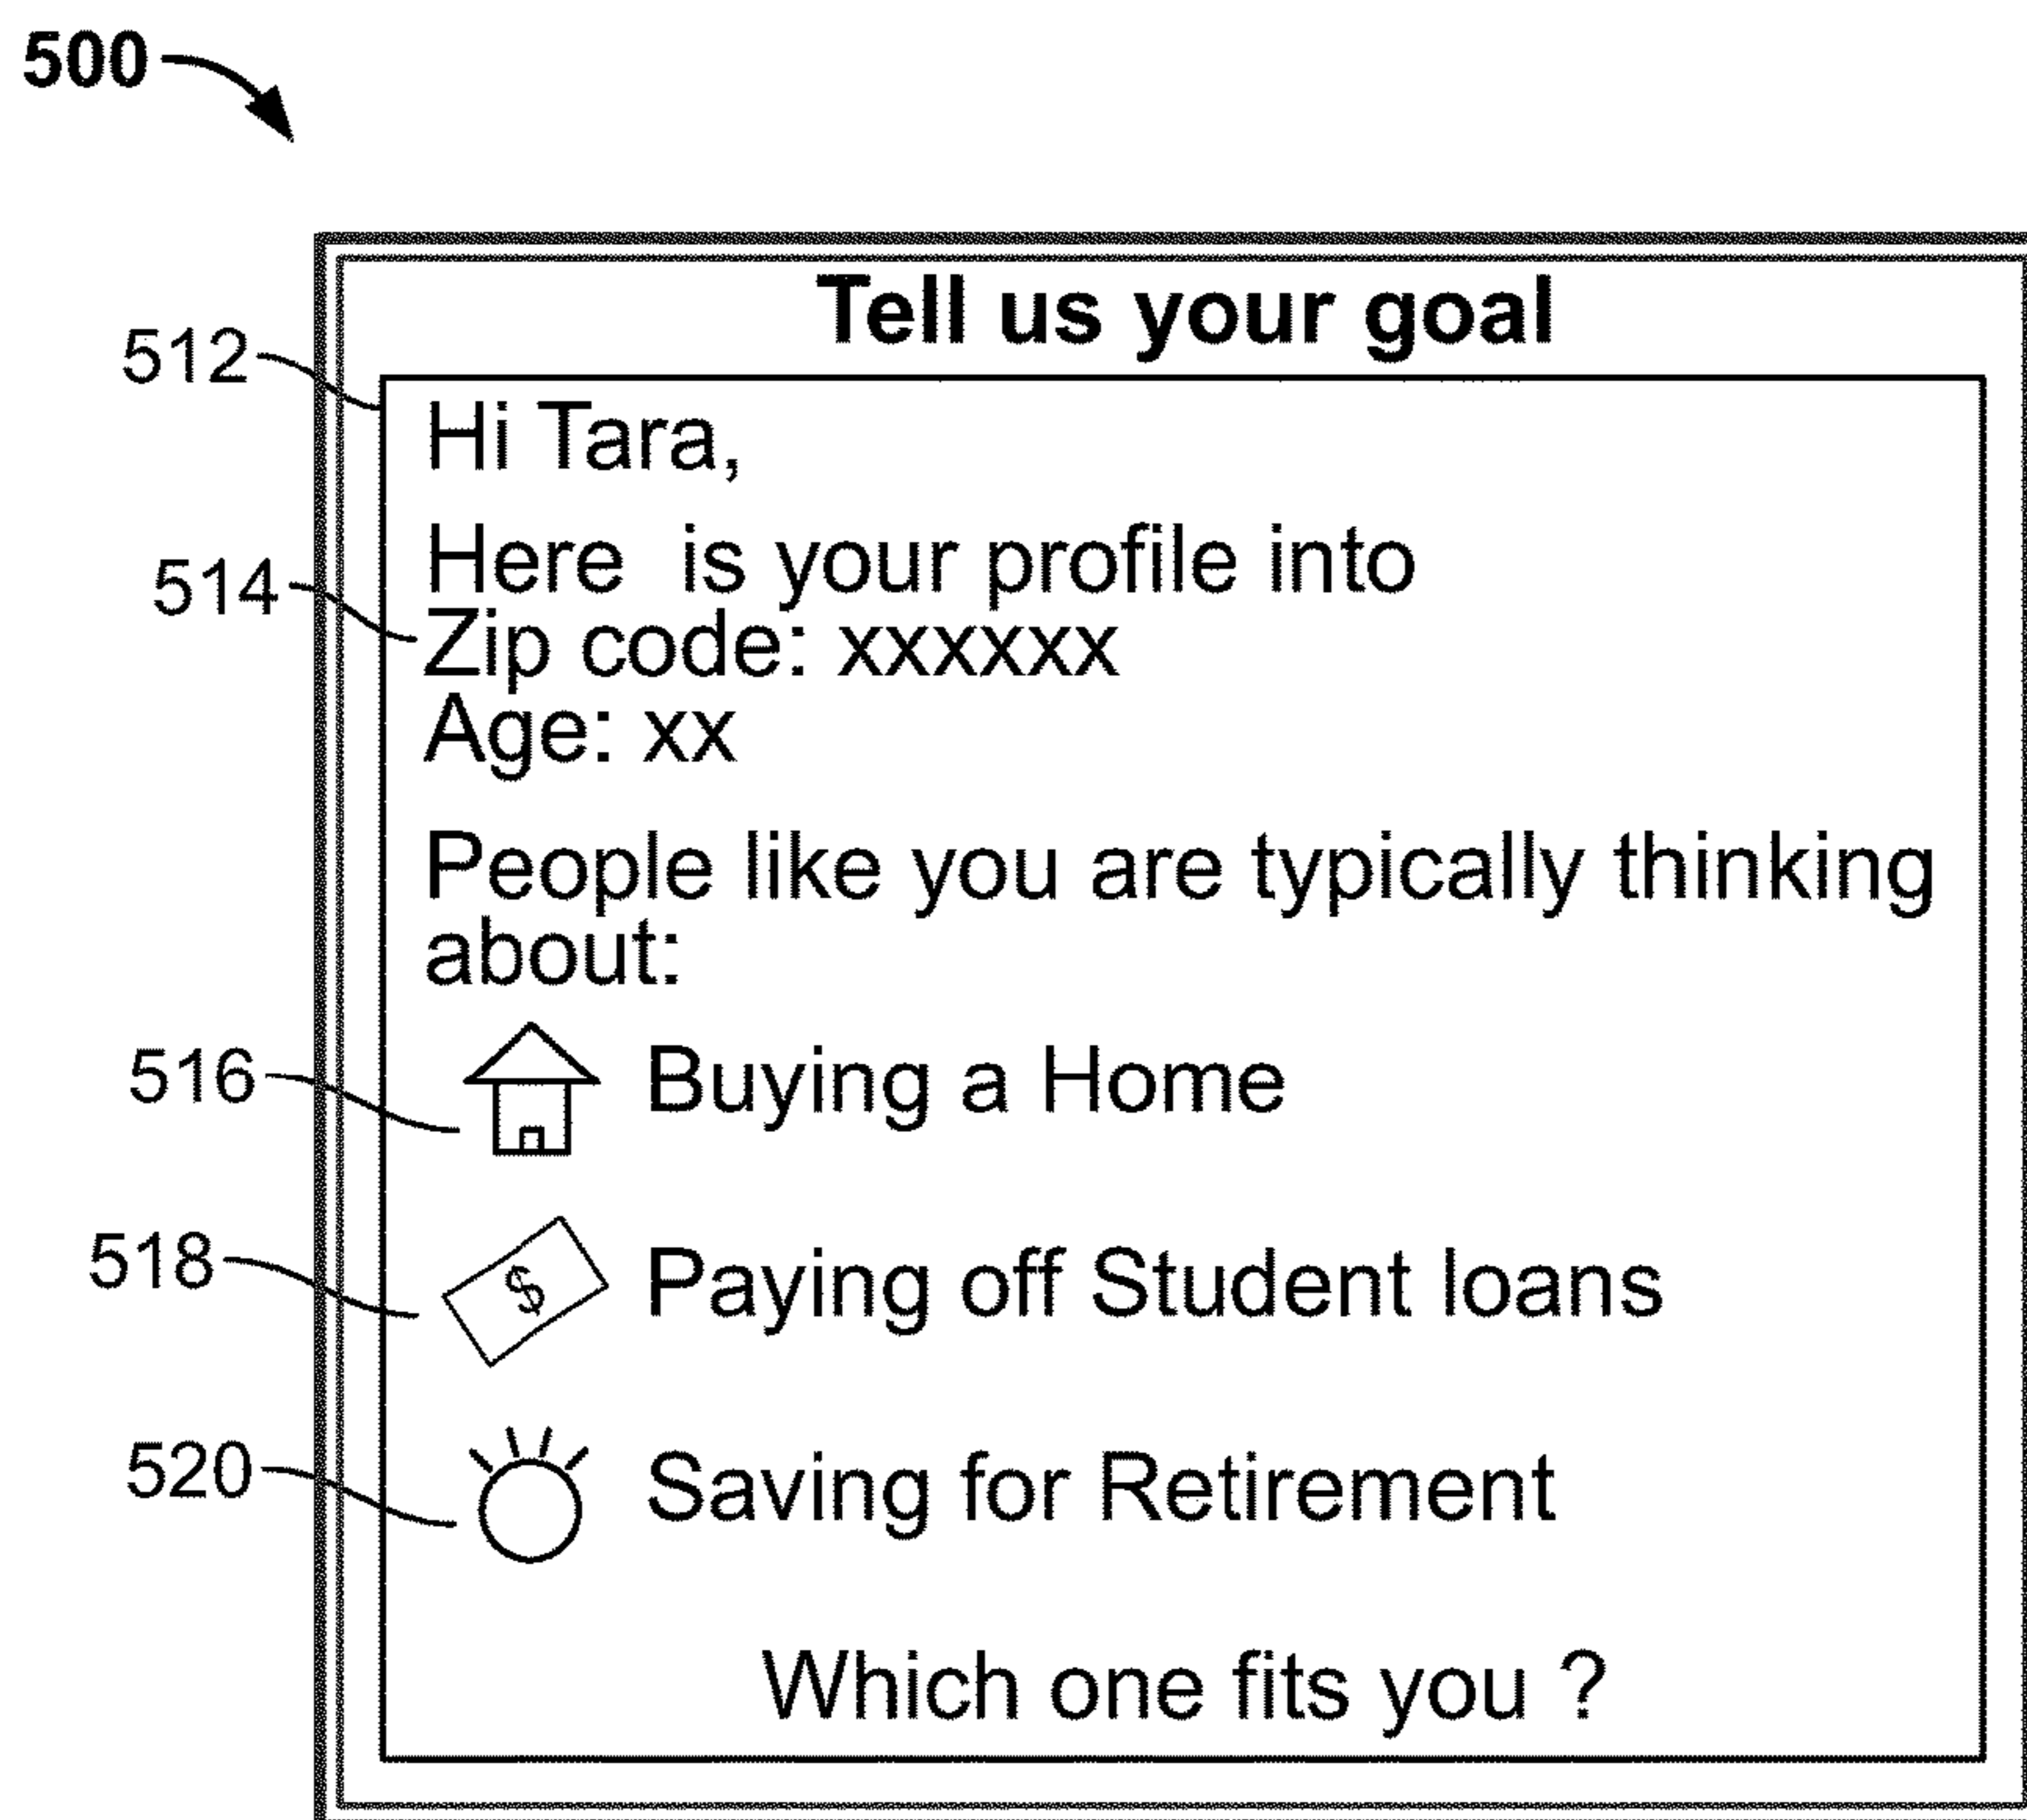 500
Tell us your goal
512
Hi Tara,
Here is your profile into
514
Zip code: xxxxxx
Age: xx
People like you are typically thinking
about:
516
Buying a Home
518
$
Paying off Student loans
520
Saving for Retirement
Which one fits you ?